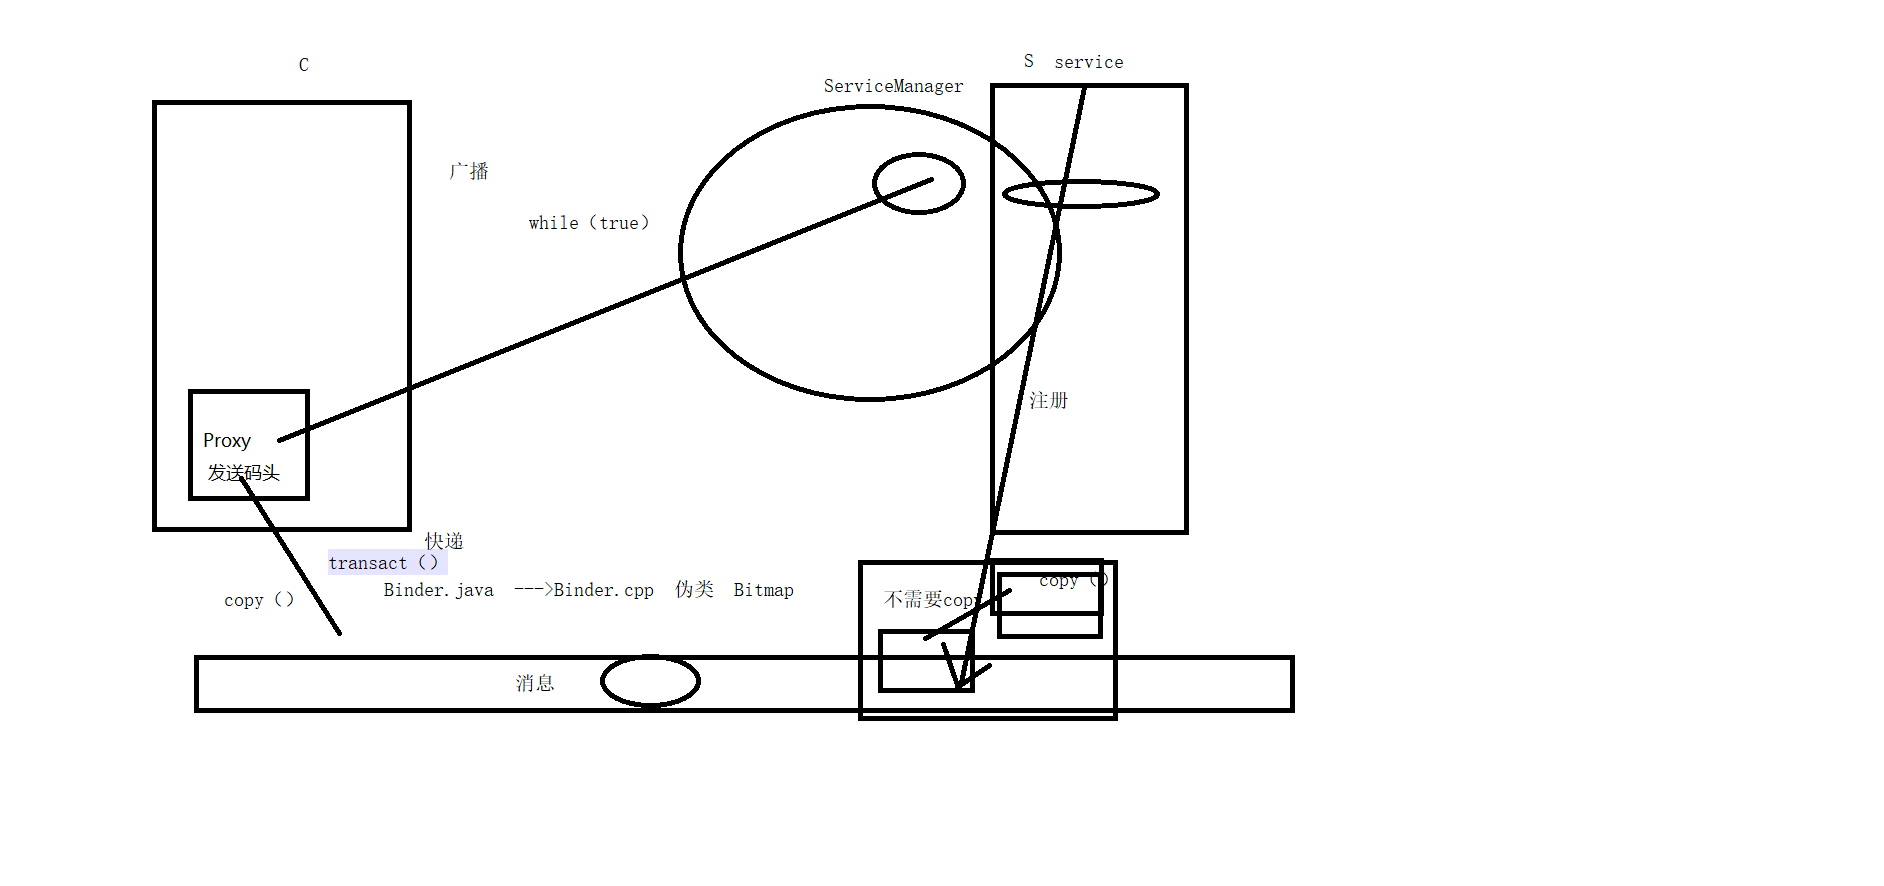 C
S service
ServiceManager
广播
while（true）
注册
Proxy
发送码头
快递
transact（）
copy（）
Binder.java --->Binder.cpp 伪类 Bitmap
copy（）
不需要copy
消息